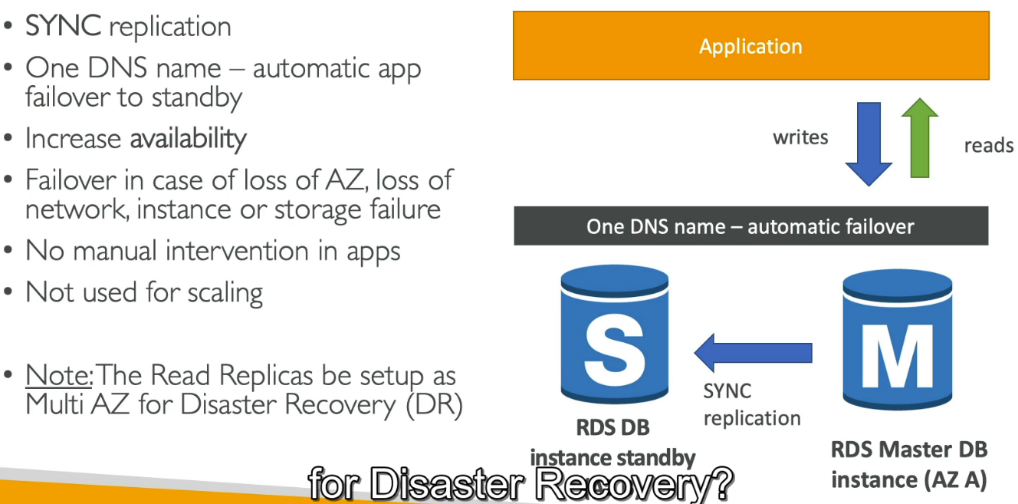 • SYNC replication
• One DNS name – automatic app
failover to standby
• Increase availability
• Failover in case of loss of AZ, loss of
network, instance or storage failure
• No manual intervention in apps
• Not used for scaling
• Note: The Read Replicas be setup as
Multi AZ for Disaster Recovery (DR)
Application
writes
reads
One DNS name – automatic failover
S
M
SYNC
replication
RDS DB
instance standby
RDS Master DB
instance (AZ A)
for Disaster Recovery?